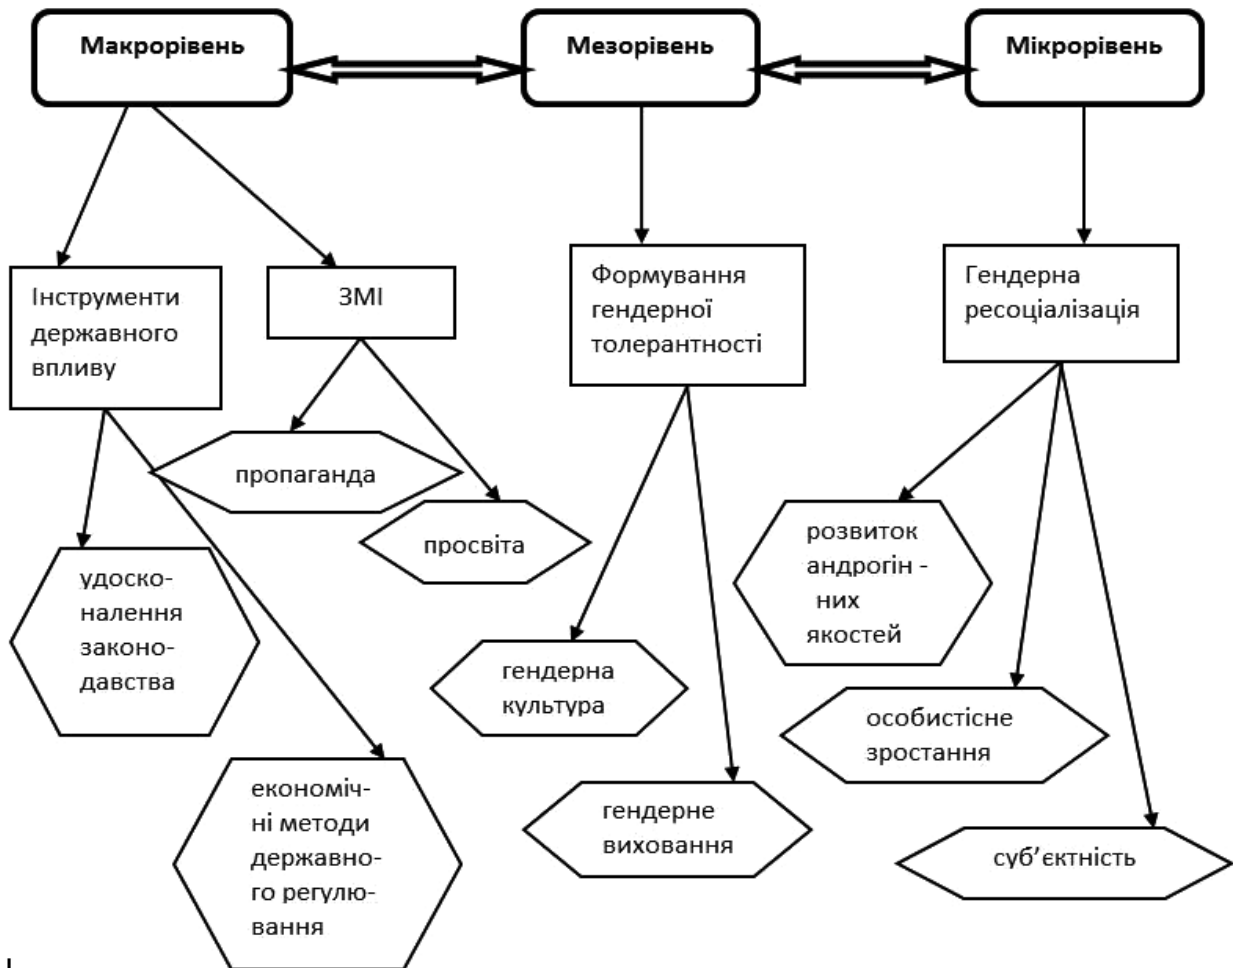 Макрорівень
Мезорівень
Мікрорівень
Інструменти
державного
впливу
ЗМІ
Формування
гендерної
толерантності
Гендерна
ресоціалізація
пропаганда
просвіта
удоско-
налення
законо-
давства
економіч-
ні методи
державно-
го регулю-
вання
гендерна
культура
гендерне
виховання
розвиток
андрогін -
них
якостей
особистісне
зростання
суб’єктність